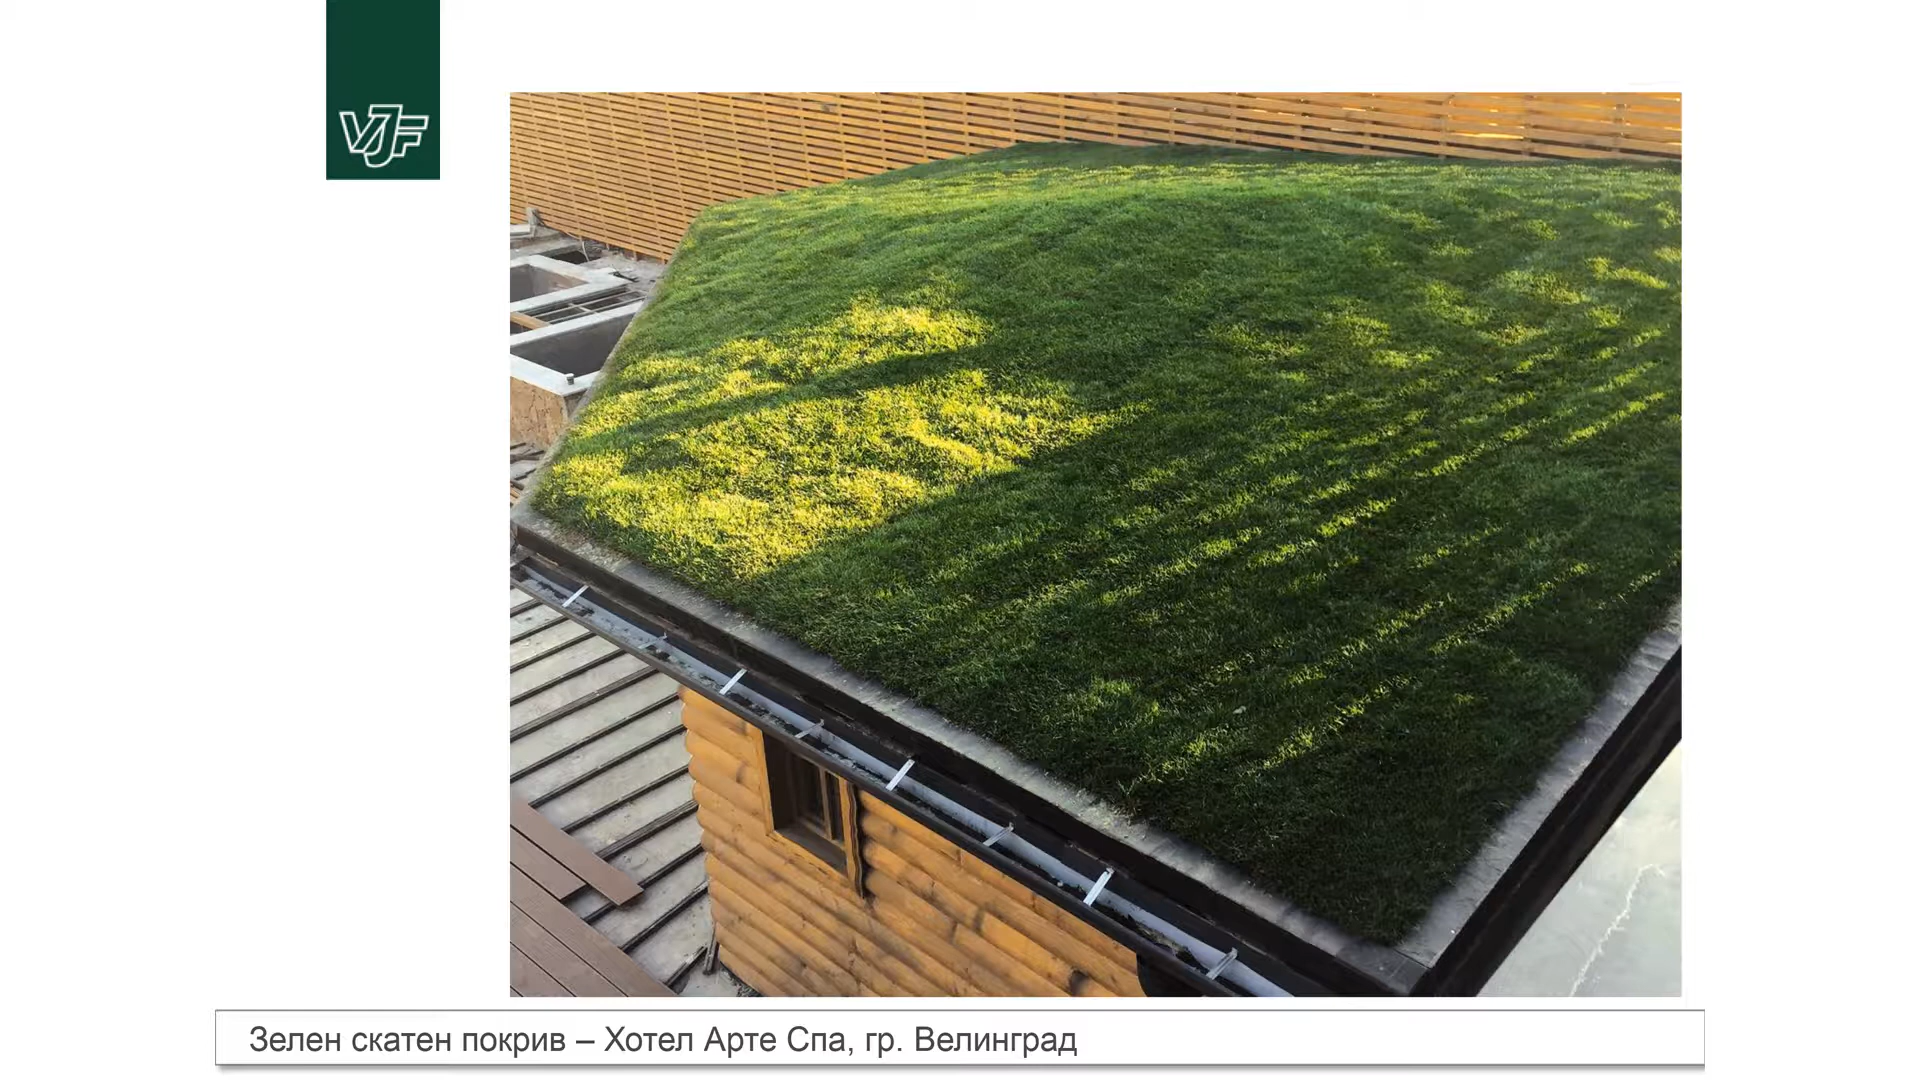 VJF
Зелен скатен покрив – Хотел Арте Спа, гр. Велинград